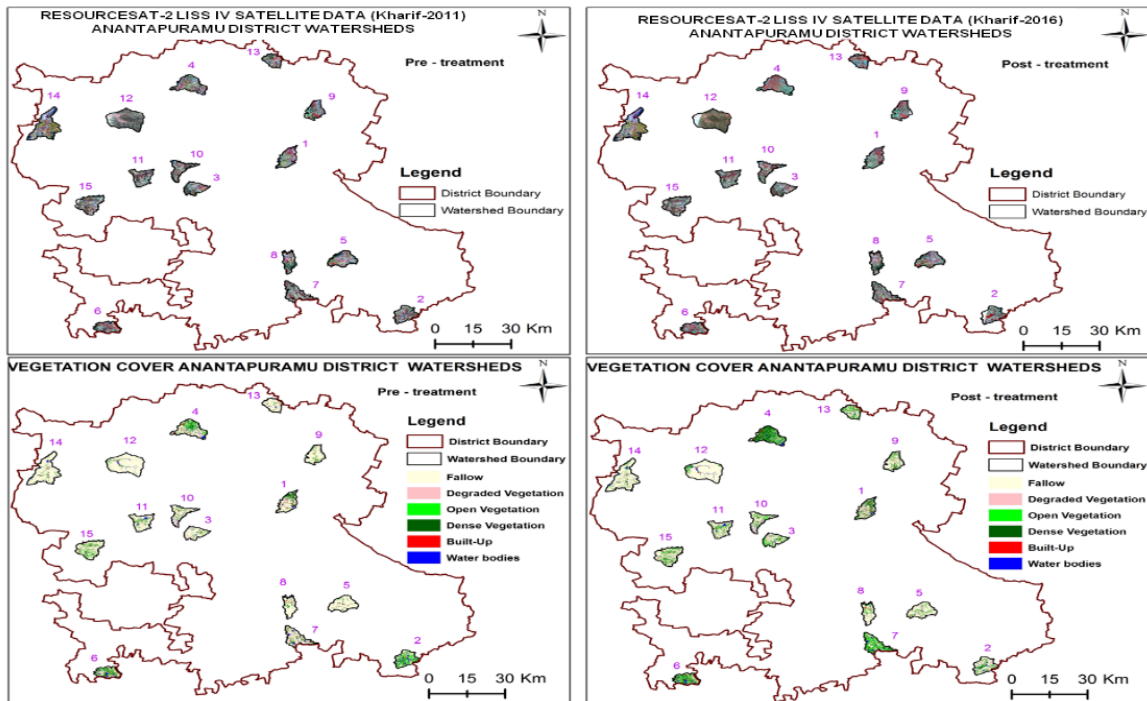 RESOURCESAT-2 LISS IV SATELLITE DATA (Kharif-2011)
ANANTAPURAMU DISTRICT WATERSHEDS
N
Pre - treatment
13
4
14
12
9
1
11
10
3
15
Legend
District Boundary
Watershed Boundary
8
5
7
2
6
0 15 30 Km
RESOURCESAT-2 LISS IV SATELLITE DATA (Kharif-2016)
ANANTAPURAMU DISTRICT WATERSHEDS
N
Post - treatment
13
4
14
12
9
1
11
10
3
15
Legend
District Boundary
Watershed Boundary
8
5
7
2
6
0 15 30 Km
VEGETATION COVER ANANTAPURAMU DISTRICT WATERSHEDS
N
Pre - treatment
13
4
14
12
9
1
11
10
3
15
Legend
District Boundary
Watershed Boundary
Fallow
Degraded Vegetation
Open Vegetation
Dense Vegetation
Built-Up
Water bodies
8
5
7
2
6
0 15 30 Km
VEGETATION COVER ANANTAPURAMU DISTRICT WATERSHEDS
N
Post - treatment
13
4
14
12
9
1
11
10
3
15
Legend
District Boundary
Watershed Boundary
Fallow
Degraded Vegetation
Open Vegetation
Dense Vegetation
Built-Up
Water bodies
8
5
7
2
6
0 15 30 Km